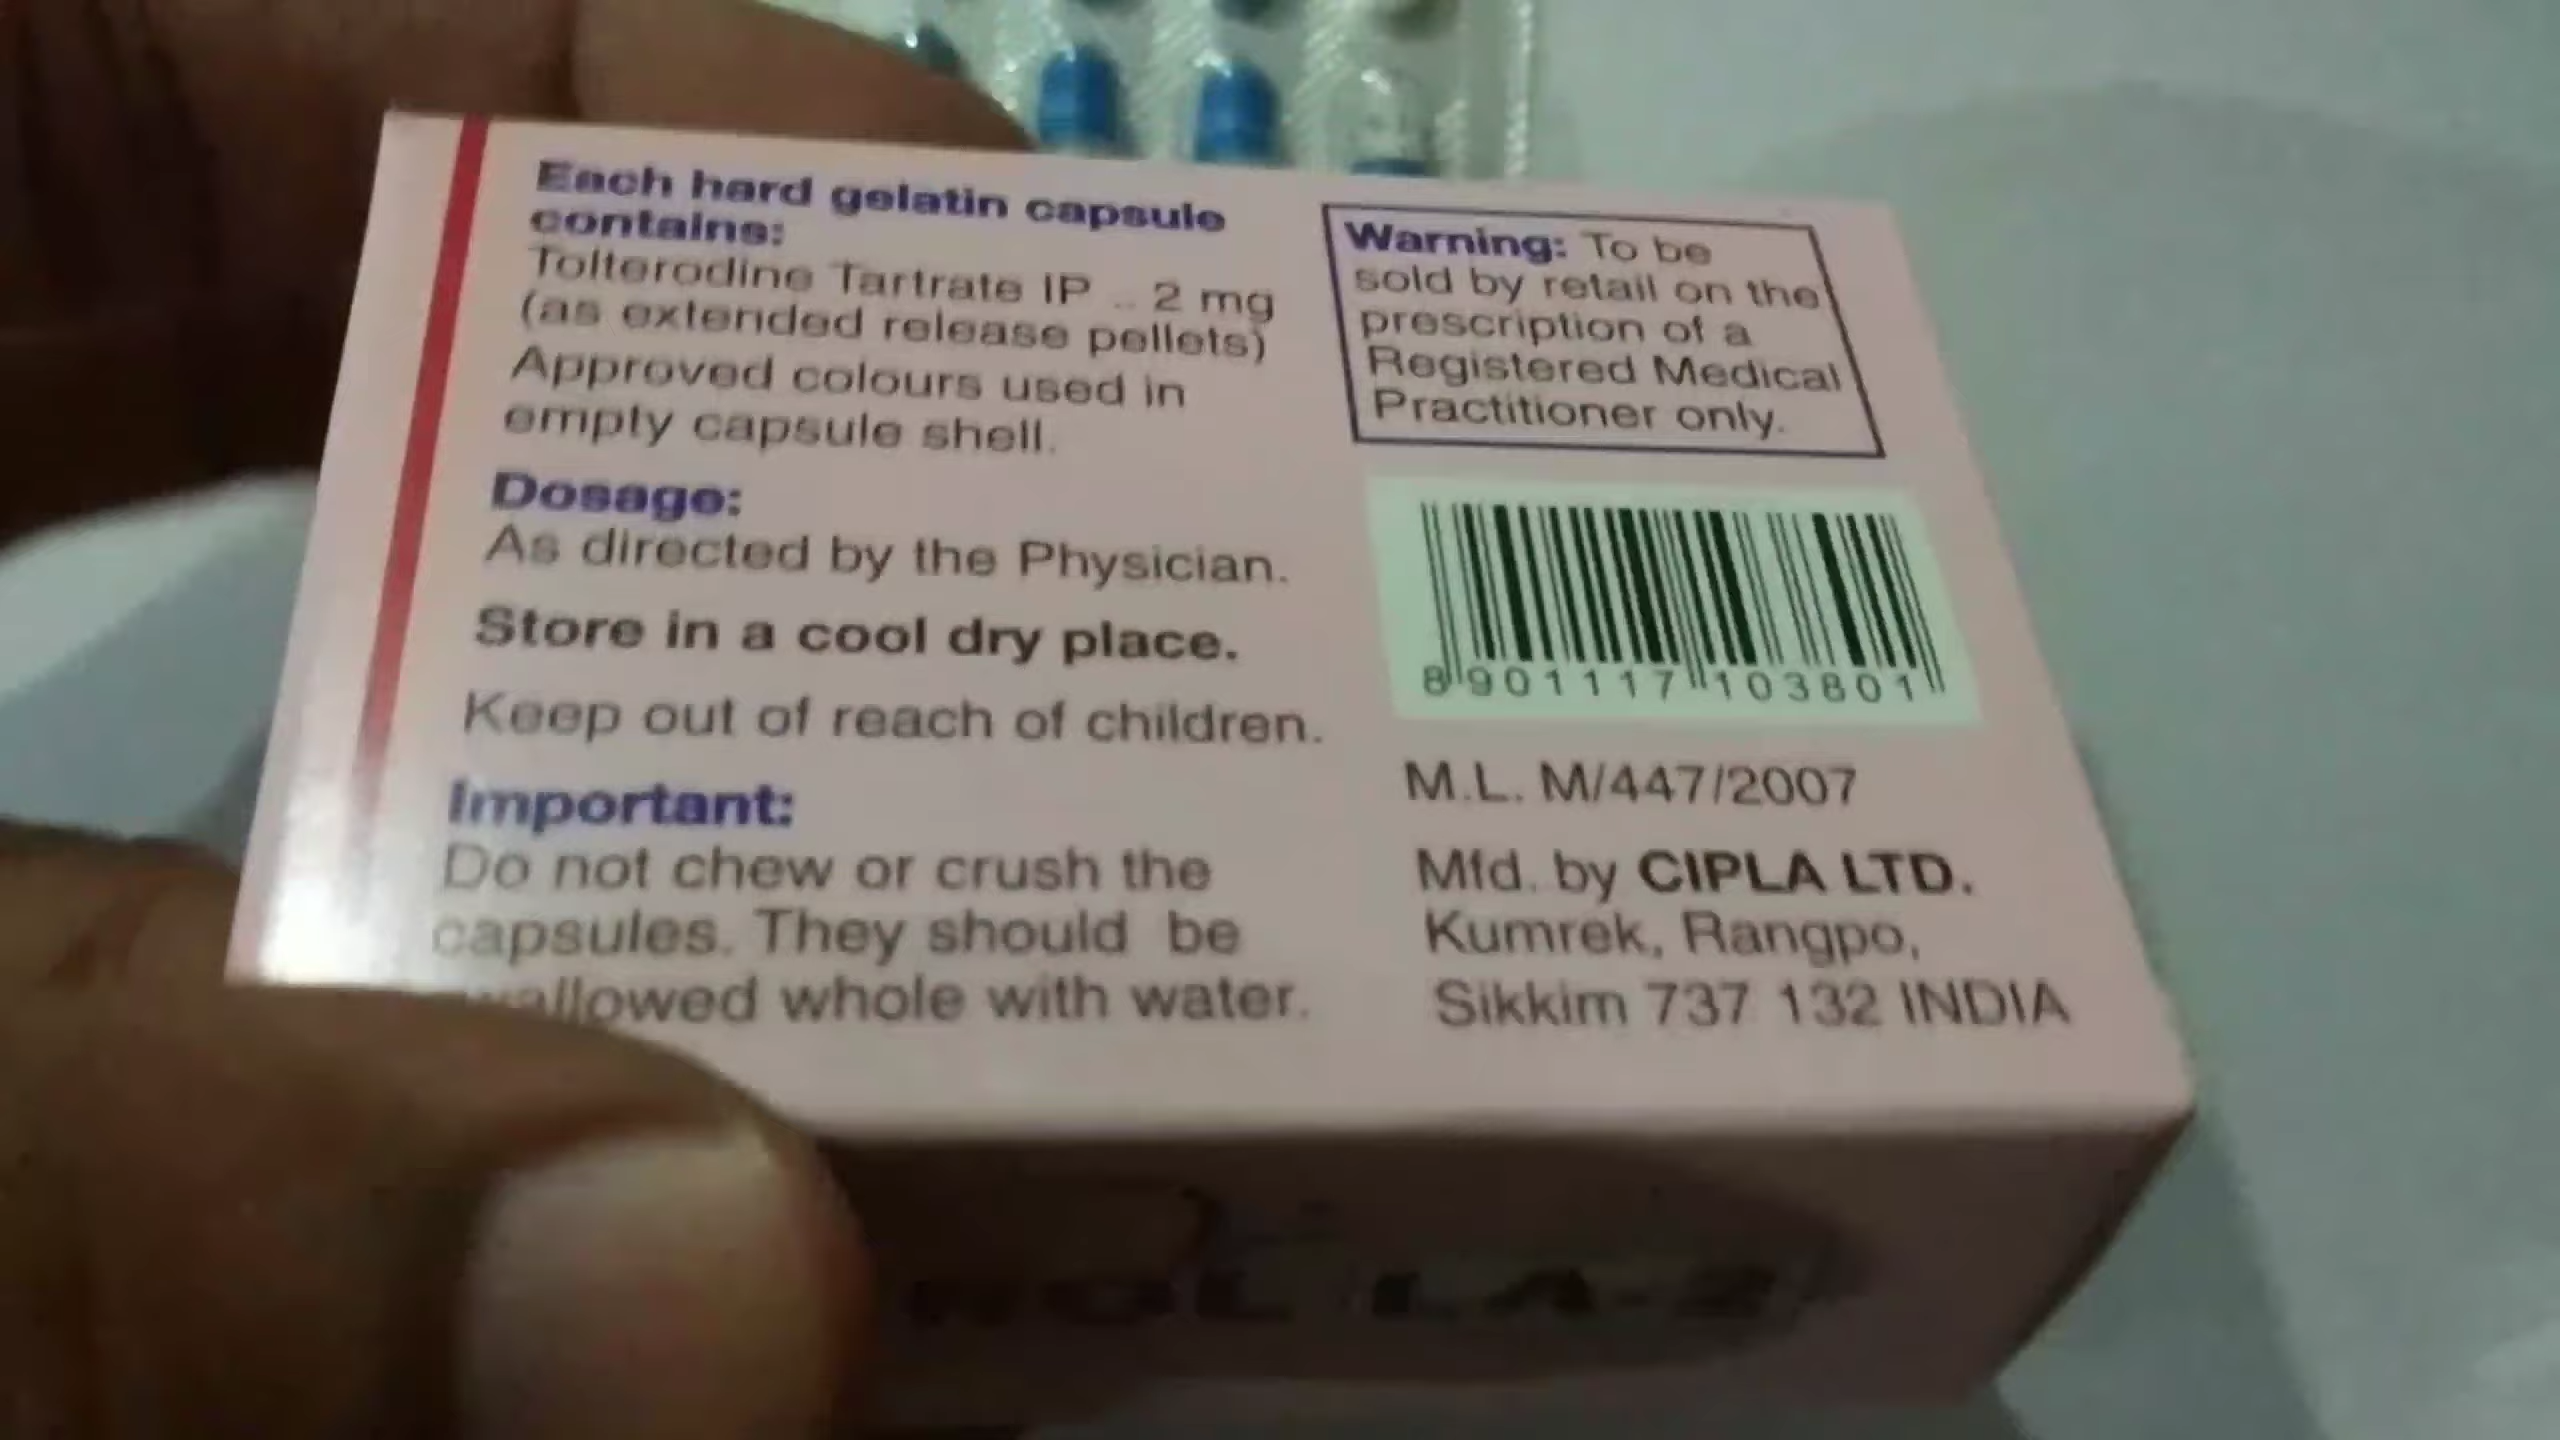 Each hard gelatin capsule
contains:
Tolterodine Tartrate IP .. 2 mg
(as extended release pellets)
Approved colours used in
empty capsule shell.
Dosage:
As directed by the Physician.
Store in a cool dry place.
Keep out of reach of children.
Important:
Do not chew or crush the
capsules. They should be
swallowed whole with water.
Warning: To be
sold by retail on the
prescription of a
Registered Medical
Practitioner only.
8 901117 103801
M.L. M/447/2007
Mfd. by CIPLA LTD.
Kumrek, Rangpo,
Sikkim 737 132 INDIA
LA-2